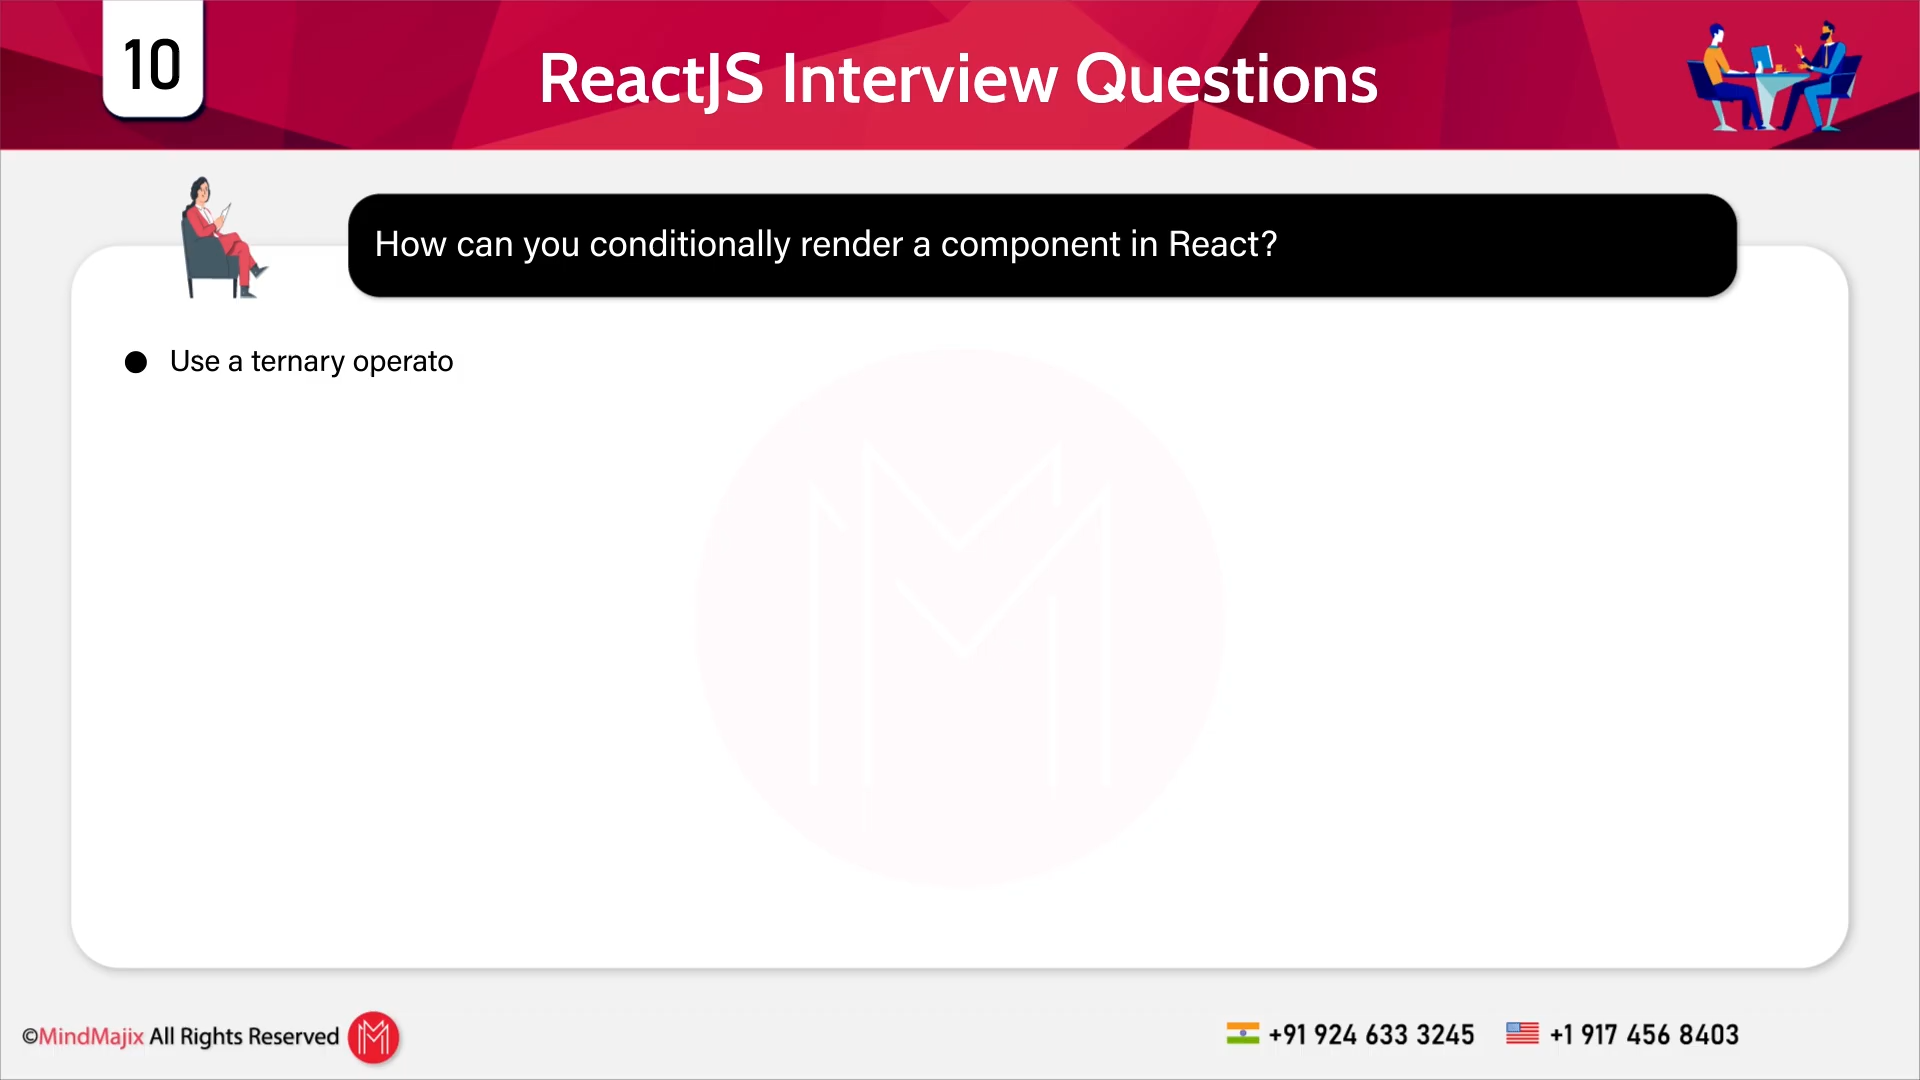 10
ReactJS Interview Questions
How can you conditionally render a component in React?
● Use a ternary operato
©MindMajix All Rights Reserved
+91 924 633 3245
+1 917 456 8403